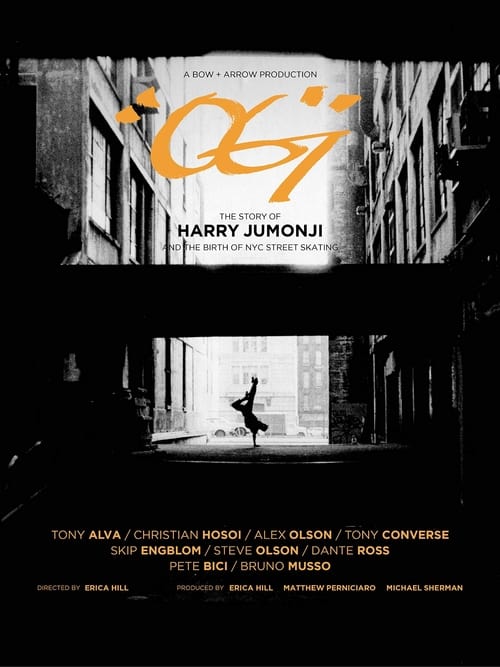 A BOW + ARROW PRODUCTION
"OG"
THE STORY OF
HARRY JUMONJI
AND THE BIRTH OF NYC STREET SKATING
TONY ALVA / CHRISTIAN HOSOI / ALEX OLSON / TONY CONVERSE
SKIP ENGBLOM / STEVE OLSON / DANTE ROSS
PETE BICI / BRUNO MUSSO
DIRECTED BY ERICA HILL PRODUCED BY ERICA HILL MATTHEW PERNICIARO MICHAEL SHERMAN